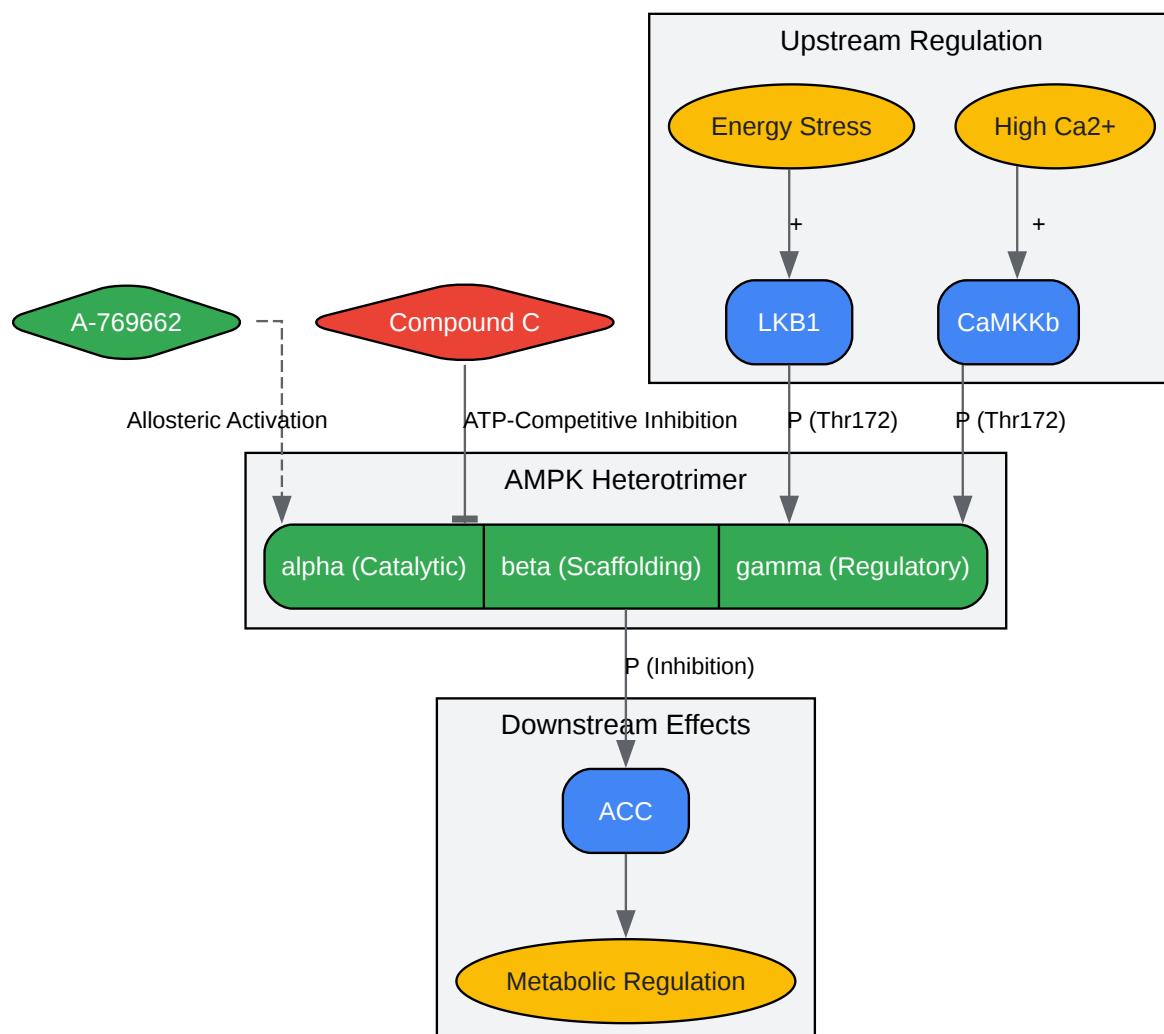 Upstream Regulation
Energy Stress
High Ca2+
+
+
A-769662
Compound C
LKB1
CaMKKb
Allosteric Activation
ATP-Competitive Inhibition
P (Thr172)
P (Thr172)
AMPK Heterotrimer
alpha (Catalytic)
beta (Scaffolding)
gamma (Regulatory)
P (Inhibition)
Downstream Effects
ACC
Metabolic Regulation